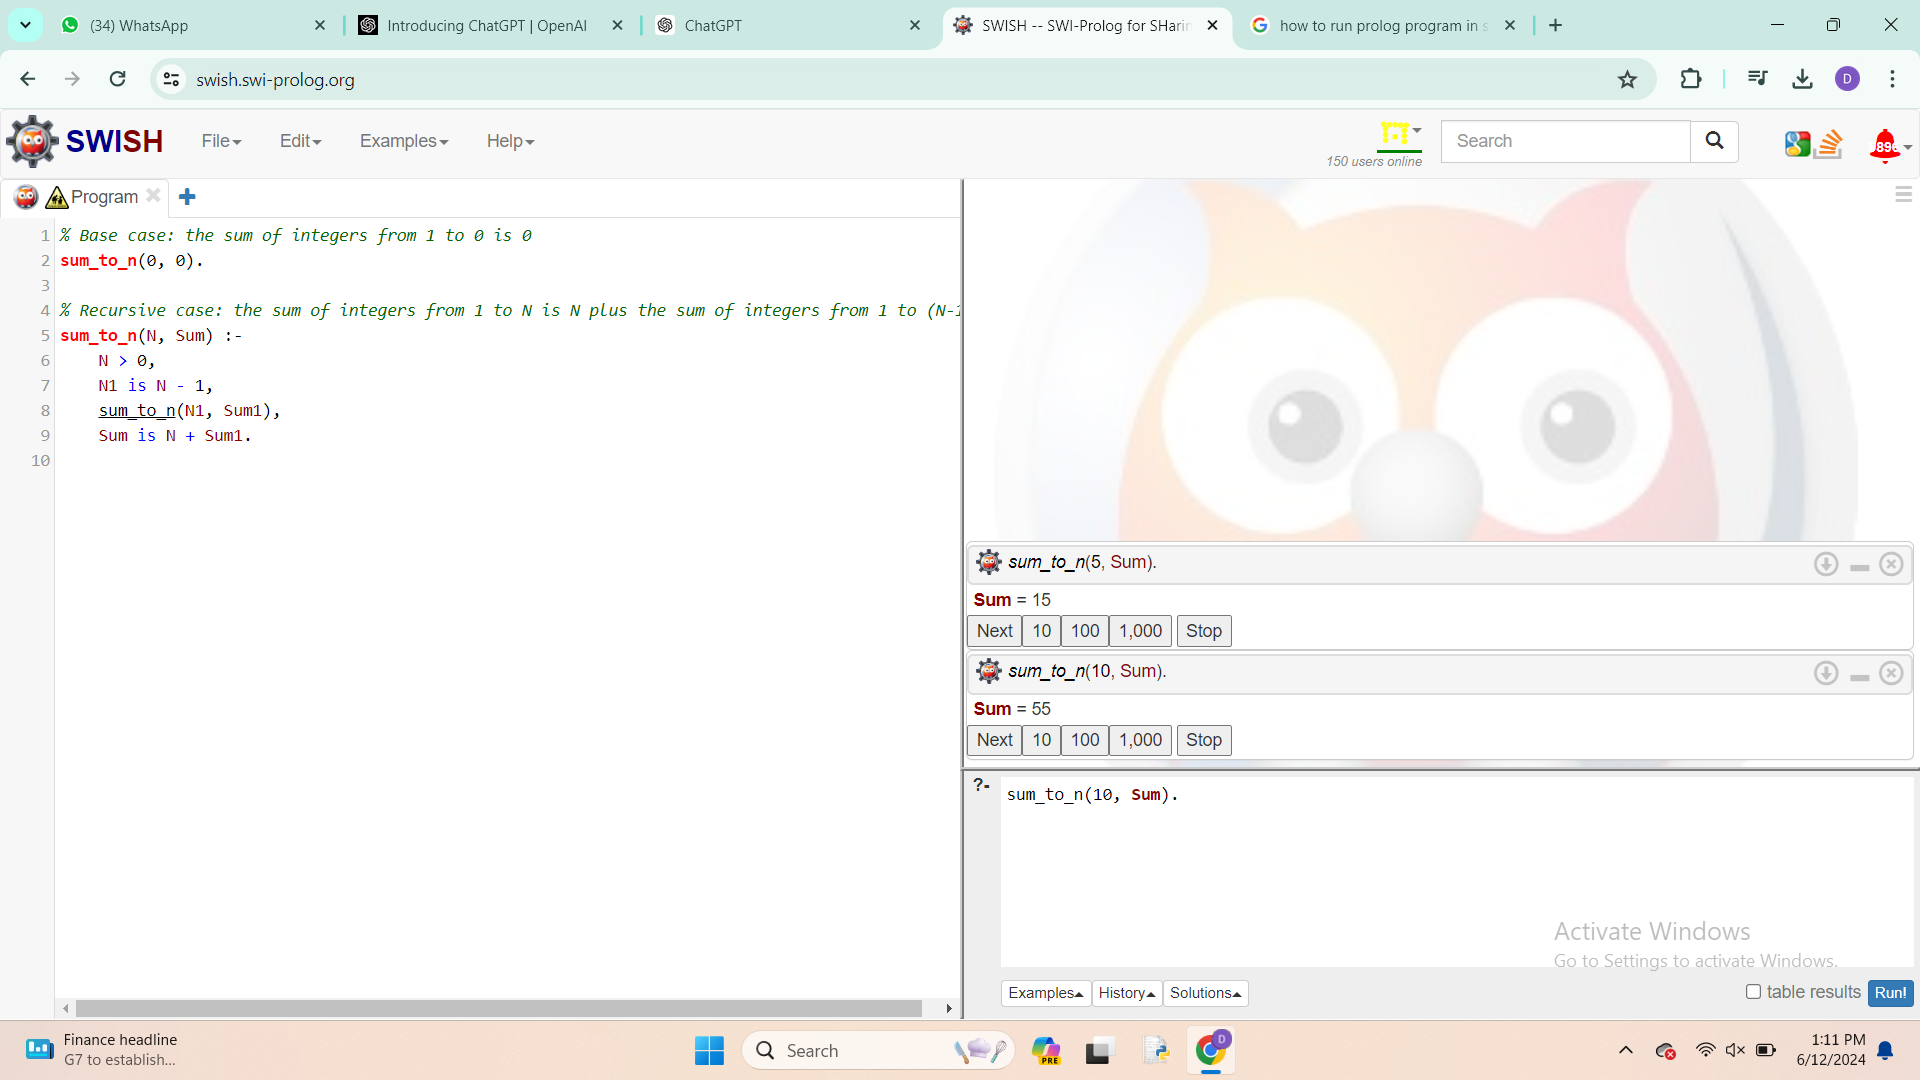 (34) WhatsApp
Introducing ChatGPT | OpenAI
ChatGPT
SWISH -- SWI-Prolog for SHarin
how to run prolog program in s
swish.swi-prolog.org
D
SWISH
File
Edit
Examples
Help
150 users online
Search
896
Program
1 % Base case: the sum of integers from 1 to 0 is 0
2 sum_to_n(0, 0).
3
4 % Recursive case: the sum of integers from 1 to N is N plus the sum of integers from 1 to (N-1
5 sum_to_n(N, Sum) :-
6 N > 0,
7 N1 is N - 1,
8 sum_to_n(N1, Sum1),
9 Sum is N + Sum1.
10
sum_to_n(5, Sum).
Sum = 15
Next 10 100 1,000 Stop
sum_to_n(10, Sum).
Sum = 55
Next 10 100 1,000 Stop
?- sum_to_n(10, Sum).
Activate Windows
Go to Settings to activate Windows.
Examples History Solutions
table results Run!
Finance headline
G7 to establish...
Search
PRE
D
1:11 PM
6/12/2024